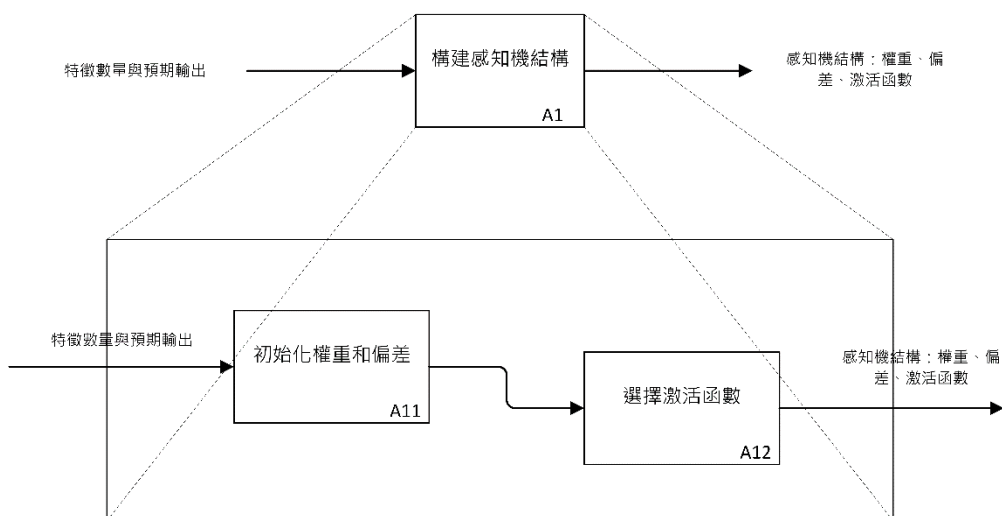 構建感知機結構
A1
特徵數量與預期輸出
感知機結構：權重、偏
差、激活函數
特徵數量與預期輸出
初始化權重和偏差
A11
選擇激活函數
A12
感知機結構：權重、偏
差、激活函數